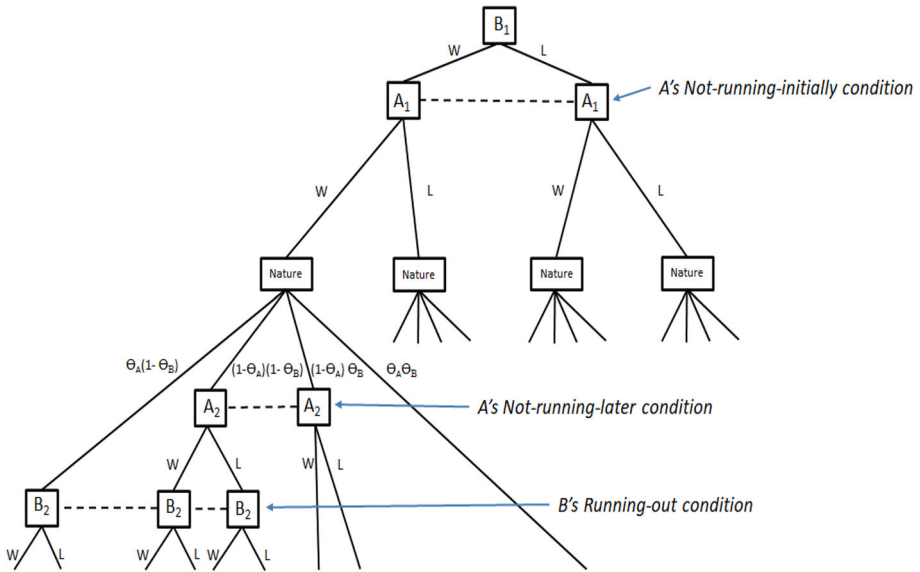 B1
W L
A1 A1
A's Not-running-initially condition
W L W L
Nature Nature Nature Nature
ϴA(1- ϴB) (1-ϴA)(1- ϴB) (1-ϴA) ϴB ϴAϴB
A2 A2
A's Not-running-later condition
W L W L
B2 B2 B2
B's Running-out condition
W L W L W L